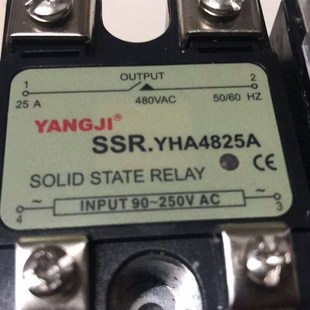 OUTPUT
1 2
25 A 480VAC 50/60 HZ
YANGJI®
SSR.YHA4825A
CE
SOLID STATE RELAY
~ INPUT 90~250V AC ~
4 3